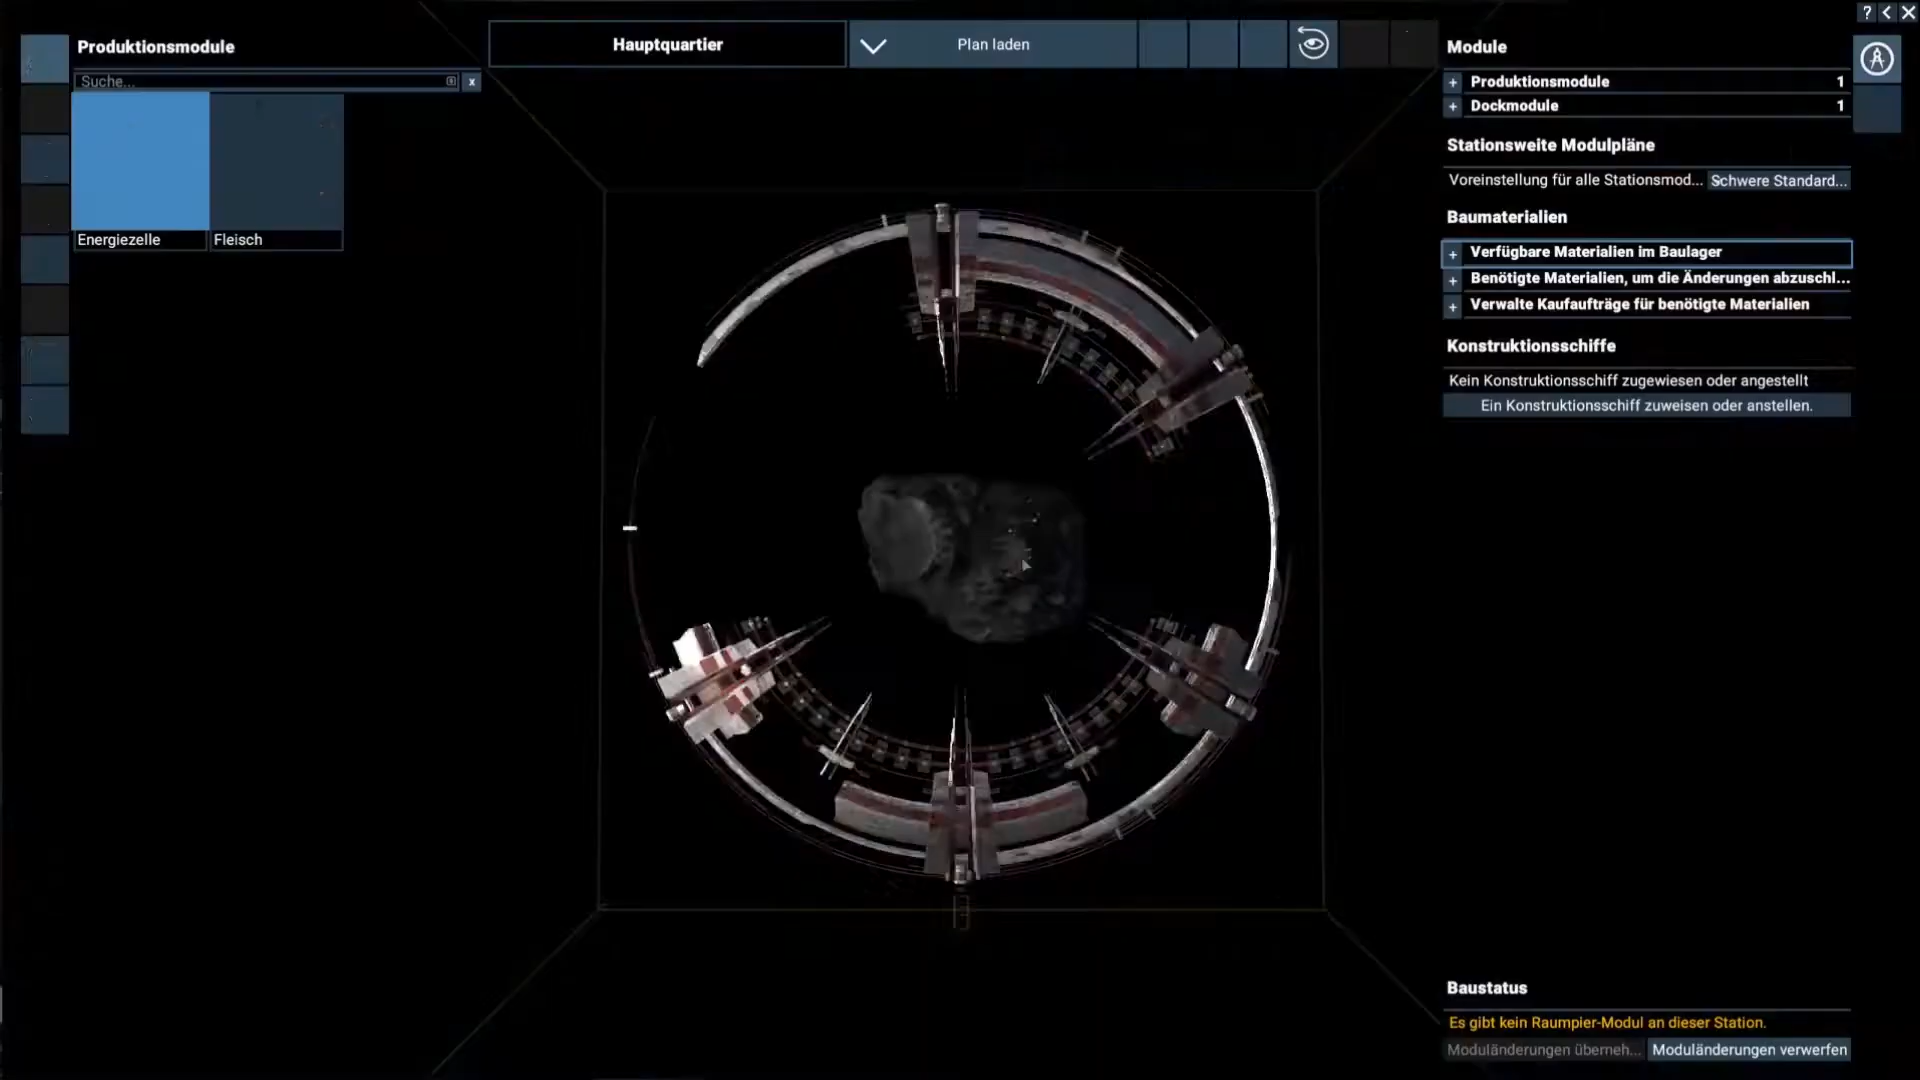 ?
Produktionsmodule
Suche...
x
Energiezelle
Fleisch
Hauptquartier
Plan laden
Module
+ Produktionsmodule 1
+ Dockmodule 1
Stationsweite Modulpläne
Voreinstellung für alle Stationsmod... Schwere Standard...
Baumaterialien
+ Verfügbare Materialien im Baulager
+ Benötigte Materialien, um die Änderungen abzuschl...
+ Verwalte Kaufaufträge für benötigte Materialien
Konstruktionsschiffe
Kein Konstruktionsschiff zugewiesen oder angestellt
Ein Konstruktionsschiff zuweisen oder anstellen.
Baustatus
Es gibt kein Raumpier-Modul an dieser Station.
Moduländerungen überneh... Moduländerungen verwerfen